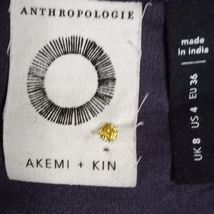 ANTHROPOLOGIE
AKEMI + KIN
made
in india
UK 8 US 4 EU 36